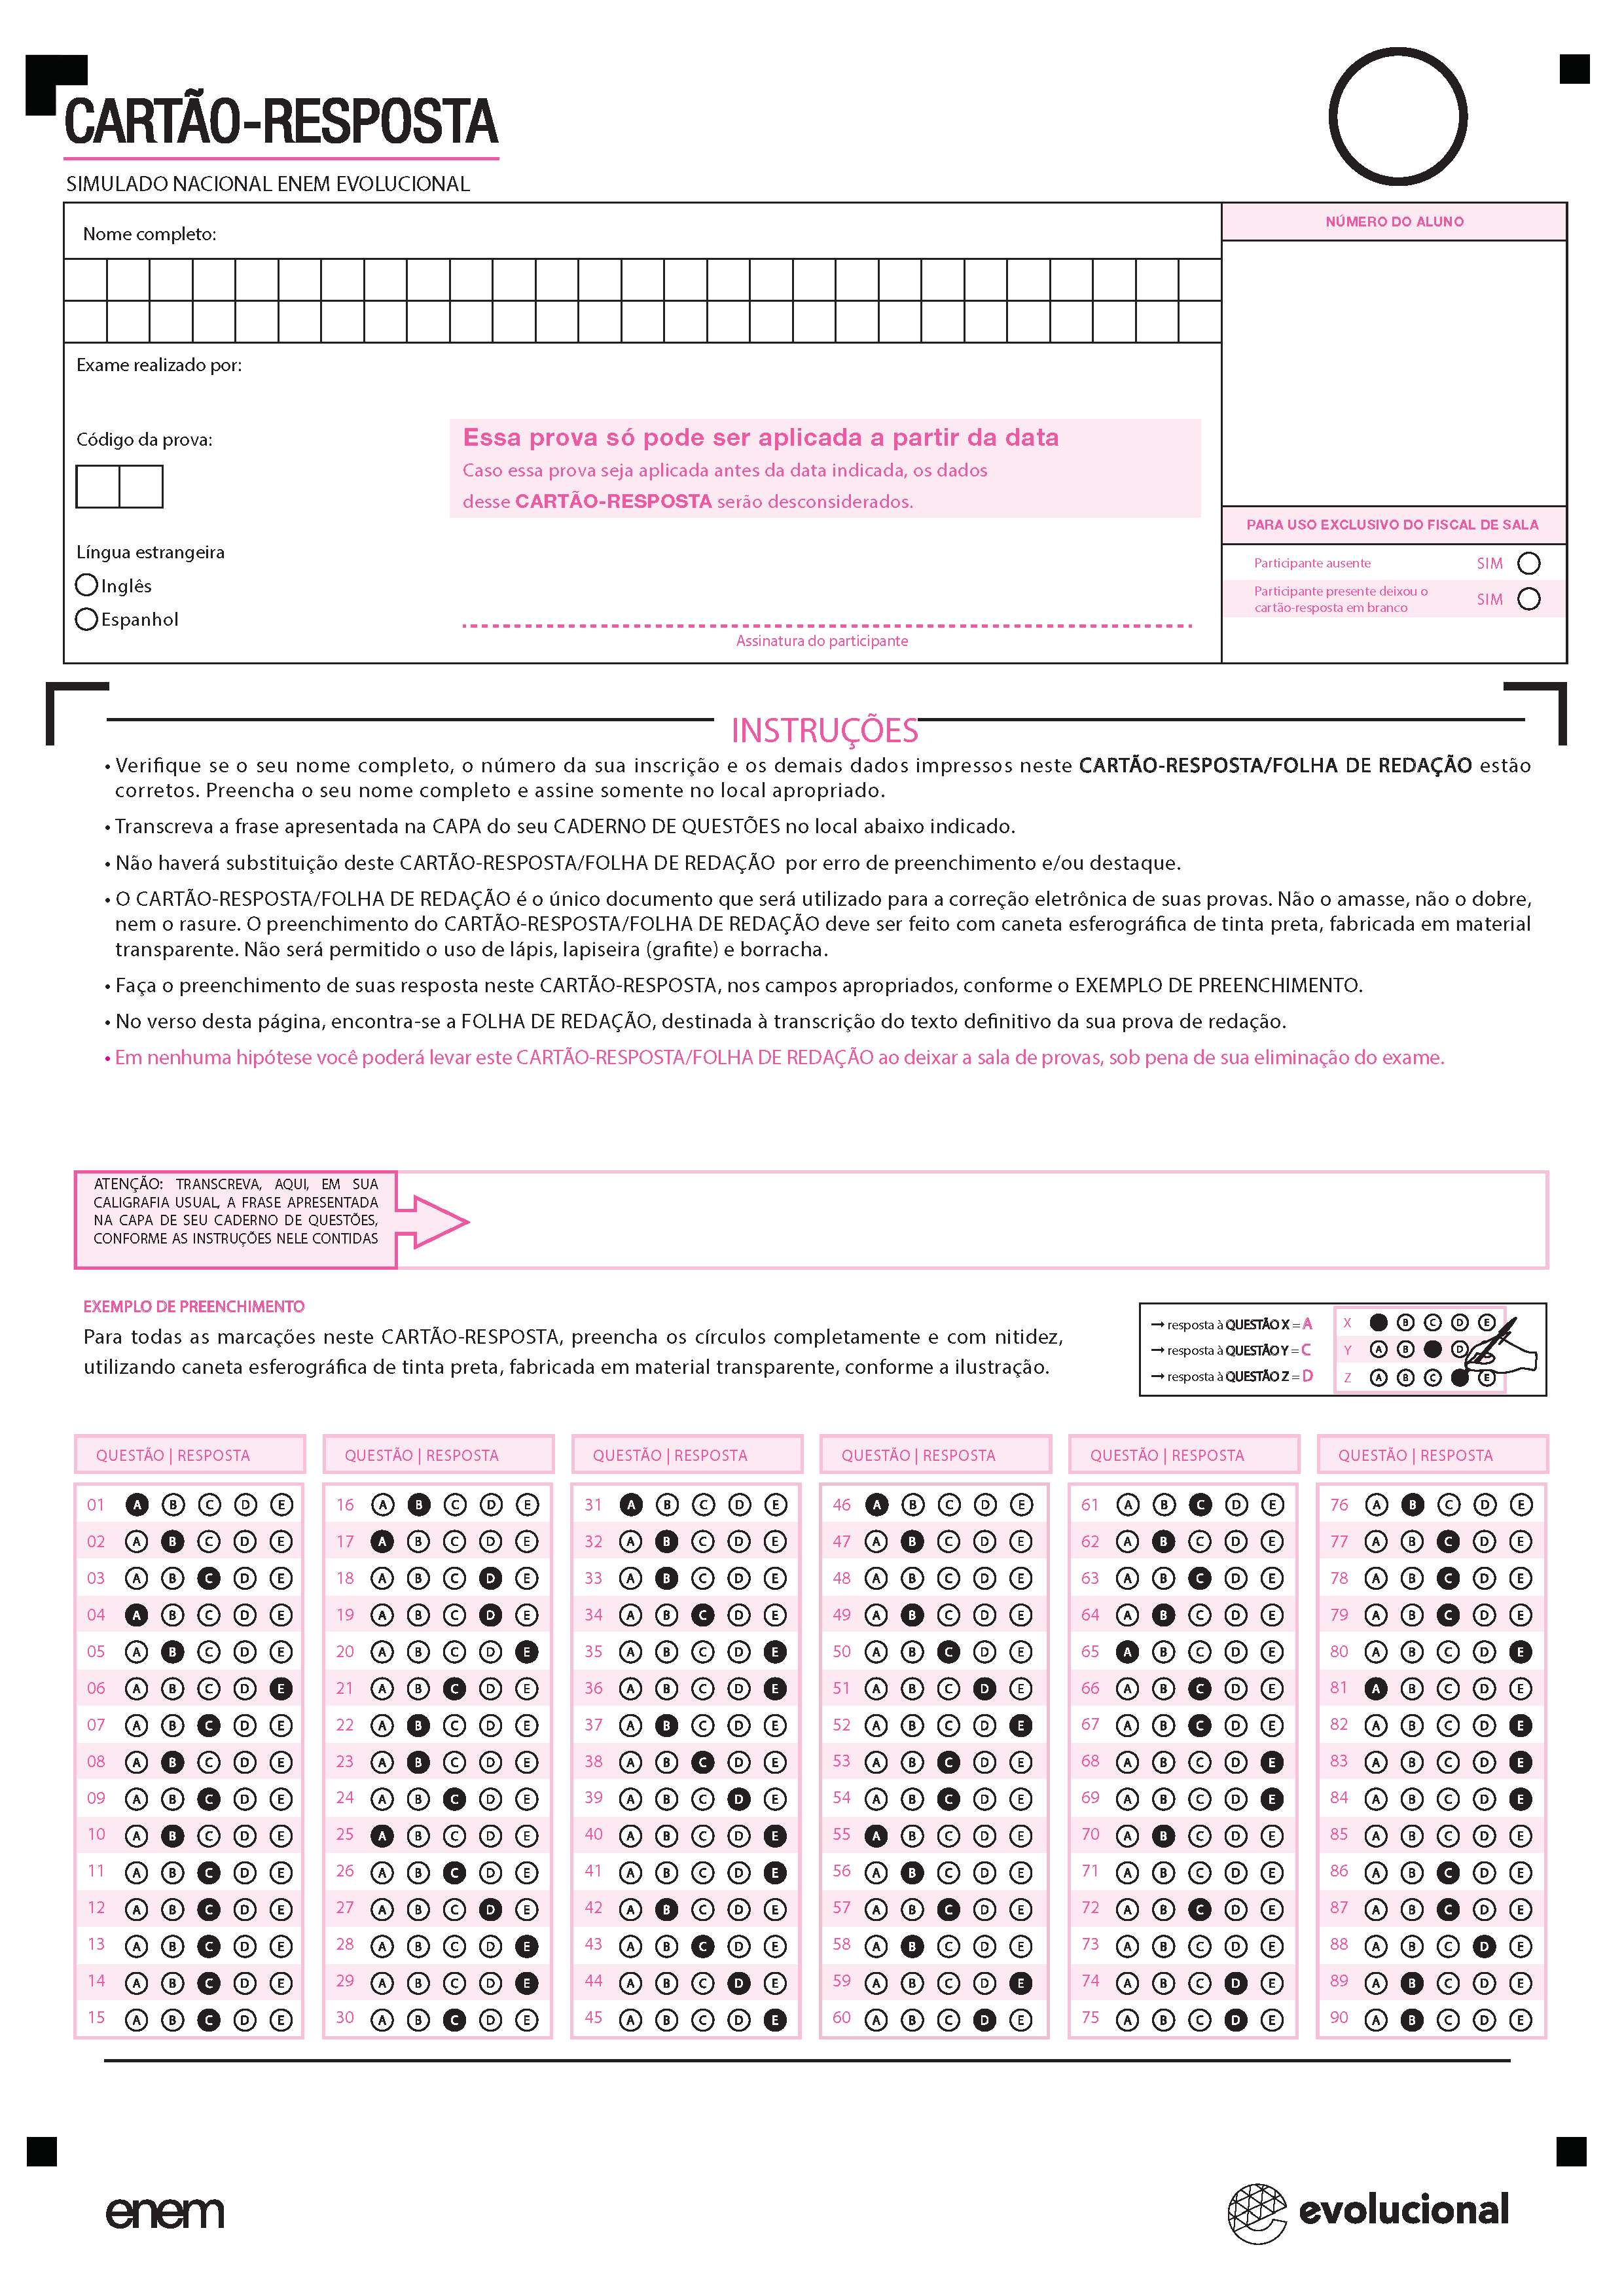 CARTÃO-RESPOSTA
SIMULADO NACIONAL ENEM EVOLUCIONAL
Nome completo:
NÚMERO DO ALUNO
Exame realizado por:
Código da prova:
Essa prova só pode ser aplicada a partir da data
Caso essa prova seja aplicada antes da data indicada, os dados
desse CARTÃO-RESPOSTA serão desconsiderados.
PARA USO EXCLUSIVO DO FISCAL DE SALA
Participante ausente SIM
Participante presente deixou o
cartão-resposta em branco SIM
Língua estrangeira
Inglês
Espanhol
Assinatura do participante
INSTRUÇÕES
• Verifique se o seu nome completo, o número da sua inscrição e os demais dados impressos neste CARTÃO-RESPOSTA/FOLHA DE REDAÇÃO estão
corretos. Preencha o seu nome completo e assine somente no local apropriado.
• Transcreva a frase apresentada na CAPA do seu CADERNO DE QUESTÕES no local abaixo indicado.
• Não haverá substituição deste CARTÃO-RESPOSTA/FOLHA DE REDAÇÃO por erro de preenchimento e/ou destaque.
• O CARTÃO-RESPOSTA/FOLHA DE REDAÇÃO é o único documento que será utilizado para a correção eletrônica de suas provas. Não o amasse, não o dobre,
nem o rasure. O preenchimento do CARTÃO-RESPOSTA/FOLHA DE REDAÇÃO deve ser feito com caneta esferográfica de tinta preta, fabricada em material
transparente. Não será permitido o uso de lápis, lapiseira (grafite) e borracha.
• Faça o preenchimento de suas resposta neste CARTÃO-RESPOSTA, nos campos apropriados, conforme o EXEMPLO DE PREENCHIMENTO.
• No verso desta página, encontra-se a FOLHA DE REDAÇÃO, destinada à transcrição do texto definitivo da sua prova de redação.
• Em nenhuma hipótese você poderá levar este CARTÃO-RESPOSTA/FOLHA DE REDAÇÃO ao deixar a sala de provas, sob pena de sua eliminação do exame.
ATENÇÃO: TRANSCREVA, AQUI, EM SUA
CALIGRAFIA USUAL, A FRASE APRESENTADA
NA CAPA DE SEU CADERNO DE QUESTÕES,
CONFORME AS INSTRUÇÕES NELE CONTIDAS
EXEMPLO DE PREENCHIMENTO
Para todas as marcações neste CARTÃO-RESPOSTA, preencha os círculos completamente e com nitidez,
utilizando caneta esferográfica de tinta preta, fabricada em material transparente, conforme a ilustração.
→ resposta à QUESTÃO X = A X B C D E
→ resposta à QUESTÃO Y = C Y A B D
→ resposta à QUESTÃO Z = D Z A B C E
QUESTÃO | RESPOSTA QUESTÃO | RESPOSTA QUESTÃO | RESPOSTA QUESTÃO | RESPOSTA QUESTÃO | RESPOSTA QUESTÃO | RESPOSTA
01 A B C D E 16 A B C D E 31 A B C D E 46 A B C D E 61 A B C D E 76 A B C D E
02 A B C D E 17 A B C D E 32 A B C D E 47 A B C D E 62 A B C D E 77 A B C D E
03 A B C D E 18 A B C D E 33 A B C D E 48 A B C D E 63 A B C D E 78 A B C D E
04 A B C D E 19 A B C D E 34 A B C D E 49 A B C D E 64 A B C D E 79 A B C D E
05 A B C D E 20 A B C D E 35 A B C D E 50 A B C D E 65 A B C D E 80 A B C D E
06 A B C D E 21 A B C D E 36 A B C D E 51 A B C D E 66 A B C D E 81 A B C D E
07 A B C D E 22 A B C D E 37 A B C D E 52 A B C D E 67 A B C D E 82 A B C D E
08 A B C D E 23 A B C D E 38 A B C D E 53 A B C D E 68 A B C D E 83 A B C D E
09 A B C D E 24 A B C D E 39 A B C D E 54 A B C D E 69 A B C D E 84 A B C D E
10 A B C D E 25 A B C D E 40 A B C D E 55 A B C D E 70 A B C D E 85 A B C D E
11 A B C D E 26 A B C D E 41 A B C D E 56 A B C D E 71 A B C D E 86 A B C D E
12 A B C D E 27 A B C D E 42 A B C D E 57 A B C D E 72 A B C D E 87 A B C D E
13 A B C D E 28 A B C D E 43 A B C D E 58 A B C D E 73 A B C D E 88 A B C D E
14 A B C D E 29 A B C D E 44 A B C D E 59 A B C D E 74 A B C D E 89 A B C D E
15 A B C D E 30 A B C D E 45 A B C D E 60 A B C D E 75 A B C D E 90 A B C D E
enem
evolucional